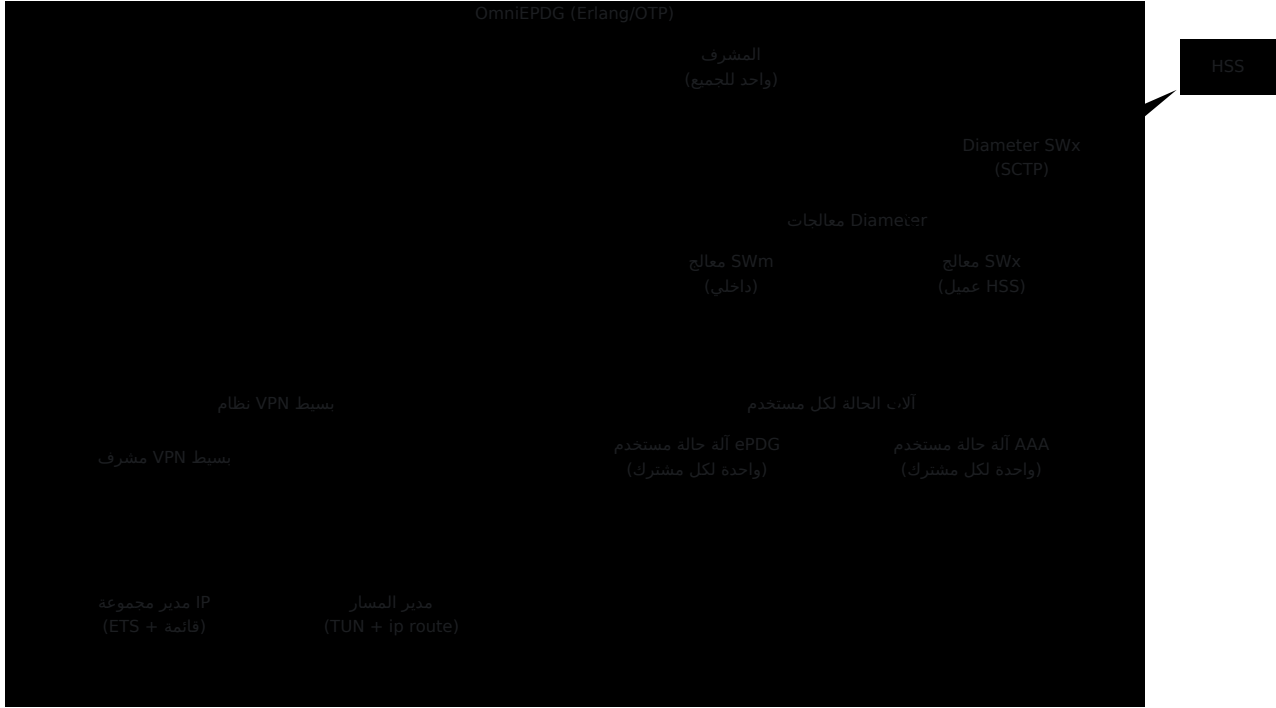 OmniEPDG (Erlang/OTP)
المشرف
(واحد للجميع)
HSS
Diameter SWx
(SCTP)
معالجات Diameter
معالج SWm
(داخلي)
معالج SWx
(عميل HSS)
نظام VPN بسيط
آلات الحالة لكل مستخدم
مشرف VPN بسيط
آلة حالة مستخدم ePDG
(واحدة لكل مشترك)
آلة حالة مستخدم AAA
(واحدة لكل مشترك)
مدير مجموعة IP
(قائمة + ETS)
مدير المسار
(TUN + ip route)